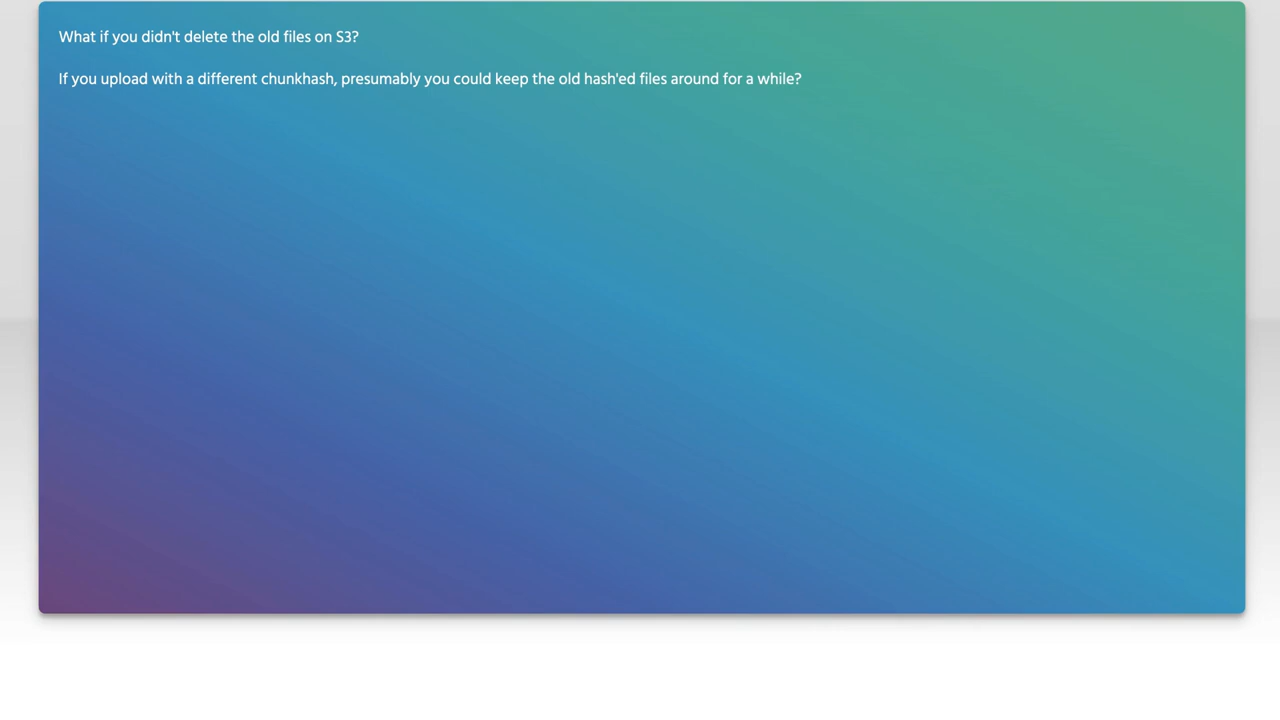 What if you didn't delete the old files on S3?
If you upload with a different chunkhash, presumably you could keep the old hash'ed files around for a while?